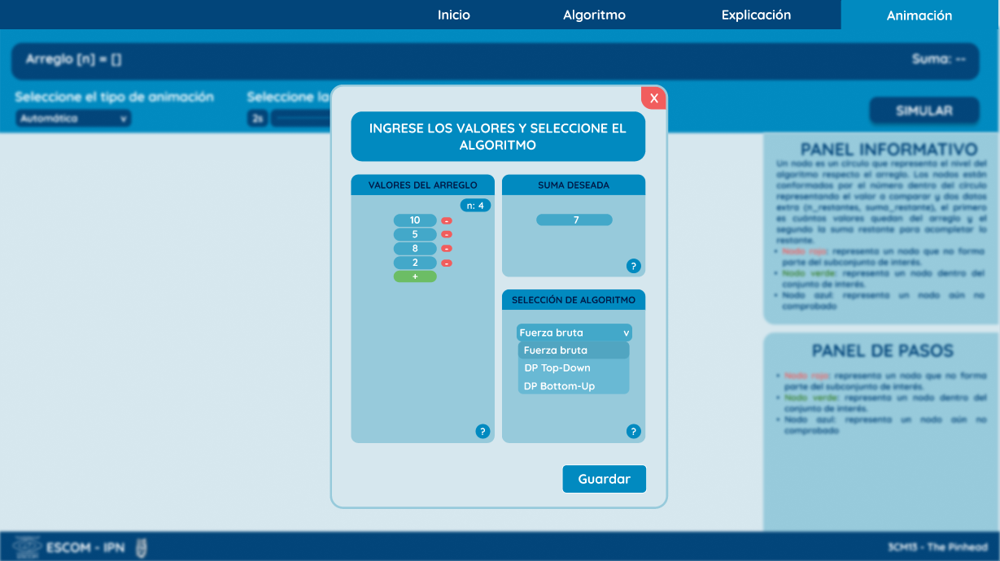 Inicio
Algoritmo
Explicación
Animación
Arreglo [n] = []
Suma: --
Seleccione el tipo de animación
Seleccione la
Automática v
2s
SIMULAR
X
INGRESE LOS VALORES Y SELECCIONE EL
ALGORITMO
VALORES DEL ARREGLO
n: 4
10 -
5 -
8 -
2 -
+
?
SUMA DESEADA
7
?
SELECCIÓN DE ALGORITMO
Fuerza bruta v
Fuerza bruta
DP Top-Down
DP Bottom-Up
?
Guardar
PANEL INFORMATIVO
Un nodo es un círculo que representa el nivel del
algoritmo respecto el arreglo. Los nodos están
conformados por el número dentro del círculo
representando el valor a comparar y dos datos
extra (n_restantes, suma_restante), el primero
es cuántos valores quedan del arreglo y el
segundo la suma restante para acompletar lo
restante.
• Nodo rojo: representa un nodo que no forma
parte del subconjunto de interés.
• Nodo verde: representa un nodo dentro del
conjunto de interés.
• Nodo azul: representa un nodo aún no
comprobado
PANEL DE PASOS
• Nodo rojo: representa un nodo que no forma
parte del subconjunto de interés.
• Nodo verde: representa un nodo dentro del
conjunto de interés.
• Nodo azul: representa un nodo aún no
comprobado
ESCOM - IPN
3CM13 - The Pinhead